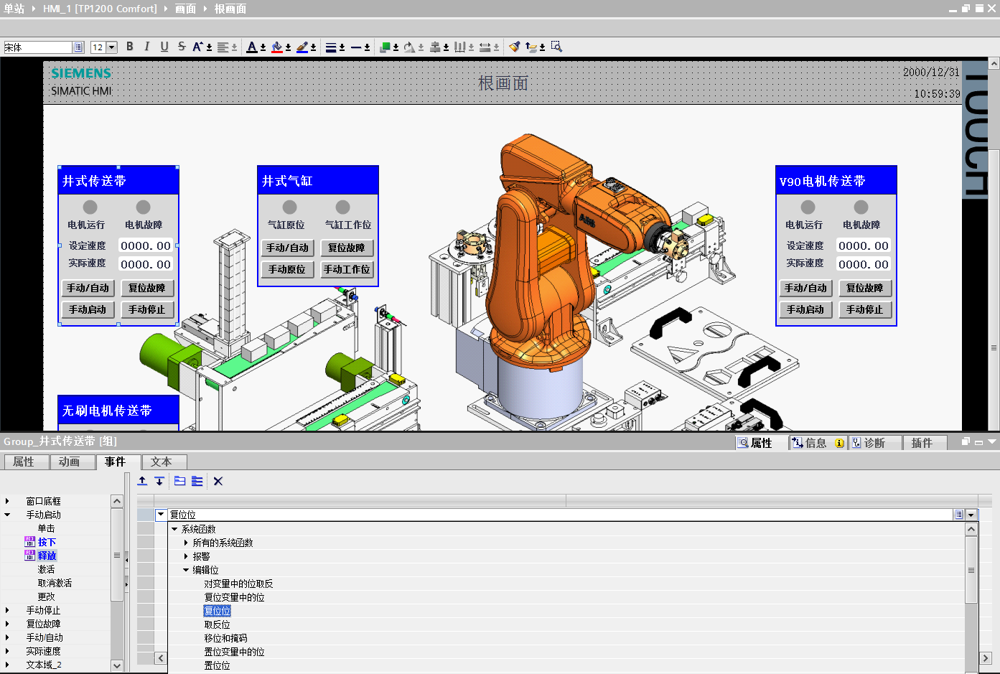 单站 HMI_1 [TP1200 Comfort] 画面 根画面
宋体 12 B I U S A A
SIEMENS
SIMATIC HMI
根画面
2000/12/31
10:59:39
TOUCH
井式传送带
电机运行 电机故障
设定速度 0000.00
实际速度 0000.00
手动/自动 复位故障
手动启动 手动停止
井式气缸
气缸原位 气缸工作位
手动/自动 复位故障
手动原位 手动工作位
ABB
V90电机传送带
电机运行 电机故障
设定速度 0000.00
实际速度 0000.00
手动/自动 复位故障
手动启动 手动停止
无刷电机传送带
Group_井式传送带 [组]
属性 信息 诊断 插件
属性 动画 事件 文本
窗口底框
手动启动
单击
按下
释放
激活
取消激活
更改
手动停止
复位故障
手动/自动
实际速度
文本域_2
复位位
系统函数
所有的系统函数
报警
编辑位
对变量中的位取反
复位变量中的位
复位位
取反位
移位和掩码
置位变量中的位
置位位